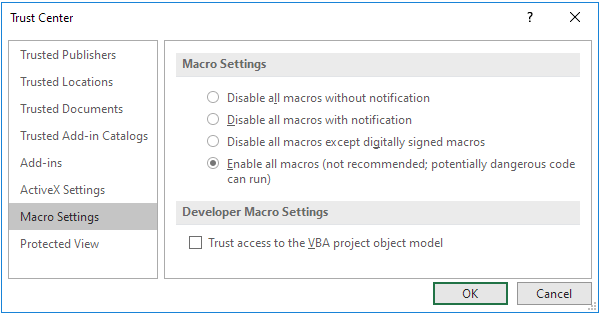 Trust Center
?
Trusted Publishers
Trusted Locations
Trusted Documents
Trusted Add-in Catalogs
Add-ins
ActiveX Settings
Macro Settings
Protected View
Macro Settings
Disable all macros without notification
Disable all macros with notification
Disable all macros except digitally signed macros
Enable all macros (not recommended; potentially dangerous code
can run)
Developer Macro Settings
Trust access to the VBA project object model
OK
Cancel